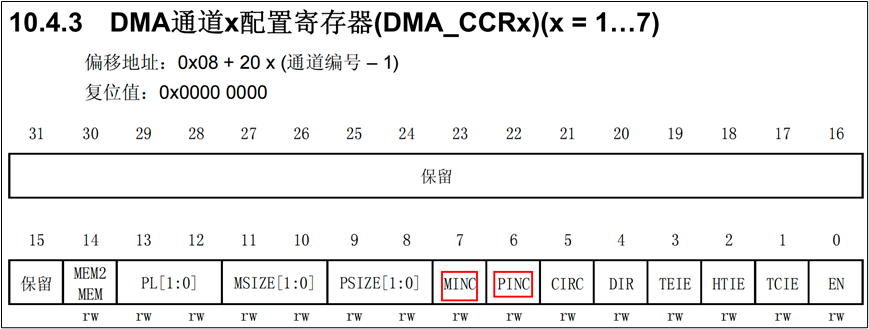 10.4.3 DMA通道x配置寄存器(DMA_CCRx)(x = 1…7)
偏移地址：0x08 + 20 x (通道编号 – 1)
复位值：0x0000 0000
31 30 29 28 27 26 25 24 23 22 21 20 19 18 17 16
保留
15 14 13 12 11 10 9 8 7 6 5 4 3 2 1 0
保留 MEM2 MEM PL[1:0] MSIZE[1:0] PSIZE[1:0] MINC PINC CIRC DIR TEIE HTIE TCIE EN
rw rw rw rw rw rw rw rw rw rw rw rw rw rw rw